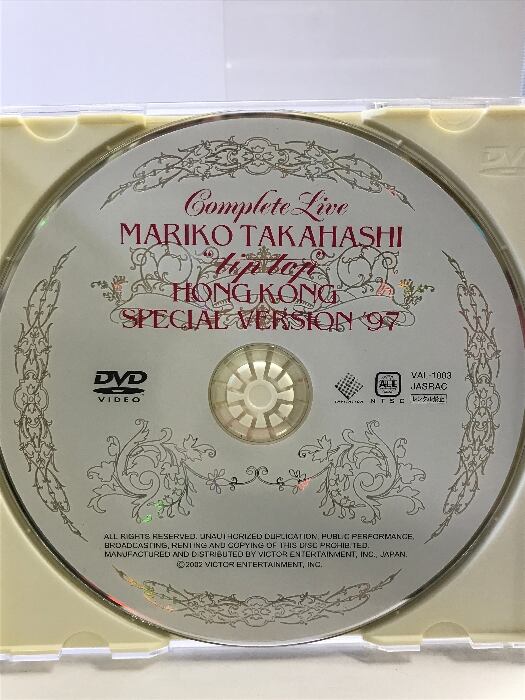 Complete Live
MARIKO TAKAHASHI
"tip top"
HONG KONG
SPECIAL VERSION '97
DVD
VIDEO
ALL
NTSC
VAL-1003
JASRAC
レンタル禁止
ALL RIGHTS RESERVED. UNAUTHORIZED DUPLICATION, PUBLIC PERFORMANCE,
BROADCASTING, RENTING AND COPYING OF THIS DISC PROHIBITED.
MANUFACTURED AND DISTRIBUTED BY VICTOR ENTERTAINMENT, INC., JAPAN.
©2002 VICTOR ENTERTAINMENT, INC.
DVD